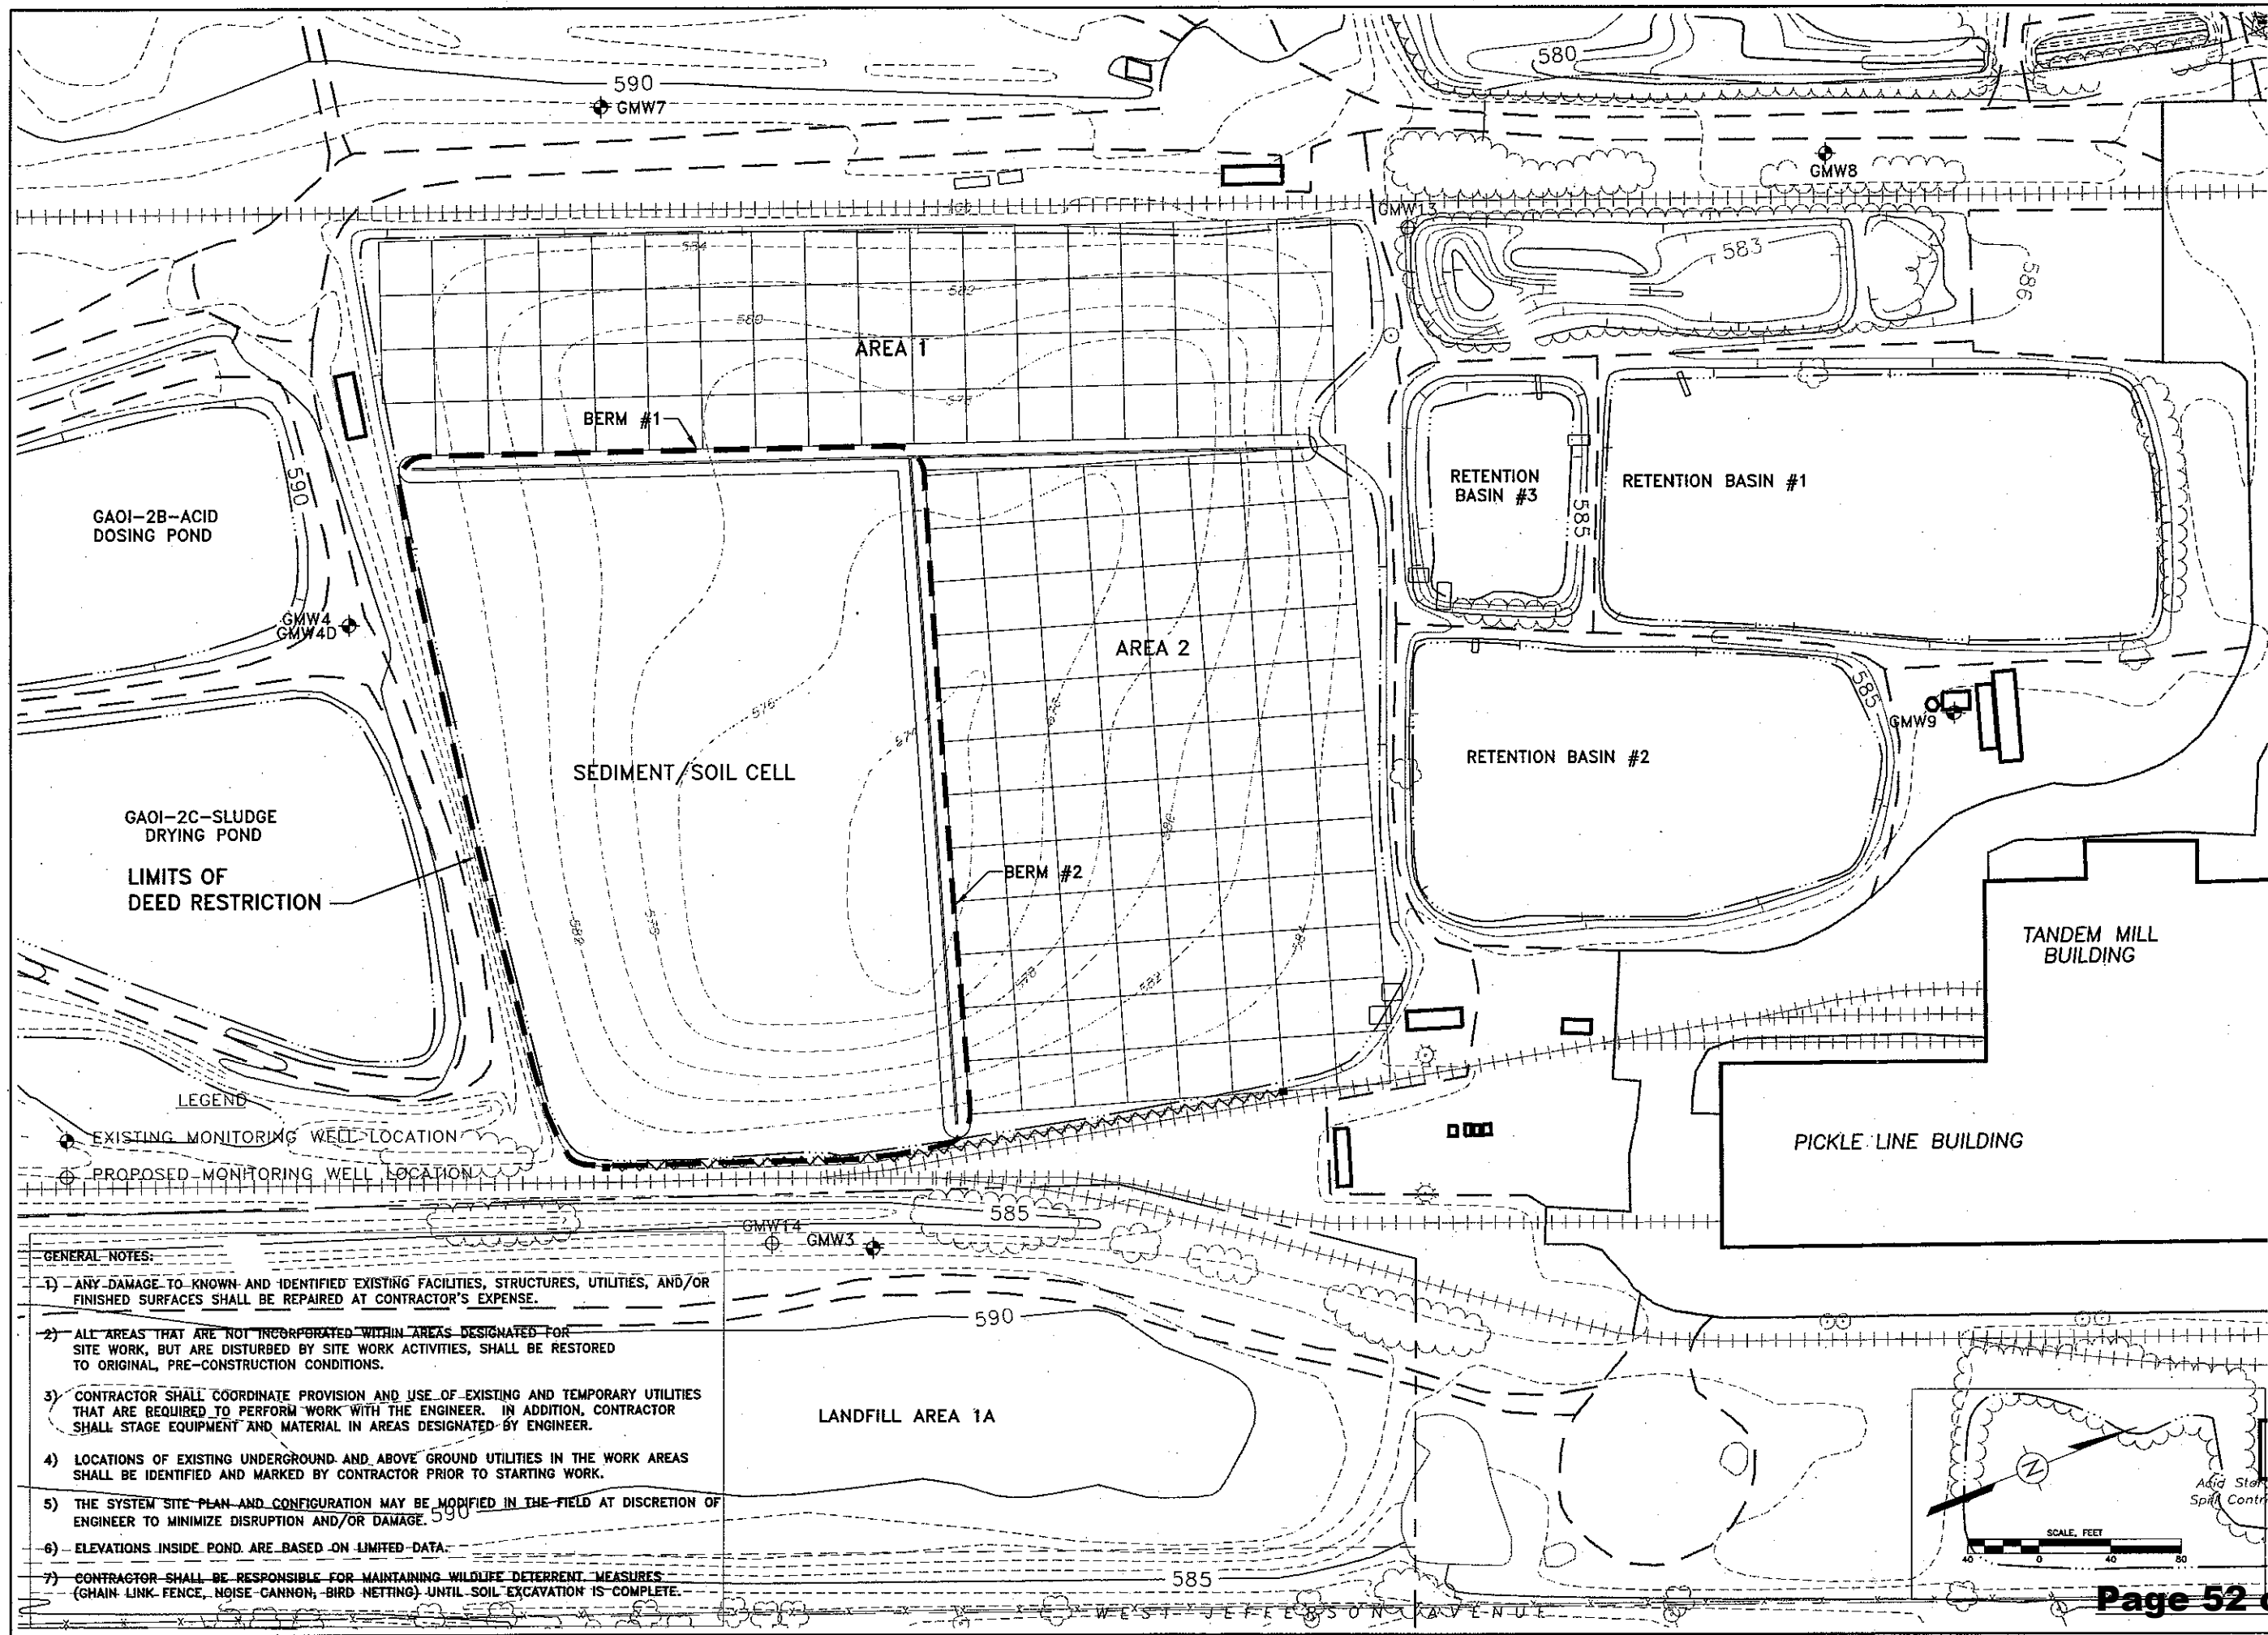 590
GMW7
580
GMW8
GMW13
583
586
584
582
580
AREA 1
BERM #1
590
GAOI-2B-ACID
DOSING POND
RETENTION
BASIN #3
585
RETENTION BASIN #1
GMW4
GMW4D
AREA 2
576
574
SEDIMENT/SOIL CELL
RETENTION BASIN #2
585
GMW9
GAOI-2C-SLUDGE
DRYING POND
LIMITS OF
DEED RESTRICTION
BERM #2
578
582
584
TANDEM MILL
BUILDING
PICKLE LINE BUILDING
LEGEND
EXISTING MONITORING WELL LOCATION
PROPOSED MONITORING WELL LOCATION
585
GMW14
GMW3
590
LANDFILL AREA 1A
GENERAL NOTES:
1) ANY DAMAGE TO KNOWN AND IDENTIFIED EXISTING FACILITIES, STRUCTURES, UTILITIES, AND/OR
FINISHED SURFACES SHALL BE REPAIRED AT CONTRACTOR'S EXPENSE.
2) ALL AREAS THAT ARE NOT INCORPORATED WITHIN AREAS DESIGNATED FOR
SITE WORK, BUT ARE DISTURBED BY SITE WORK ACTIVITIES, SHALL BE RESTORED
TO ORIGINAL, PRE-CONSTRUCTION CONDITIONS.
3) CONTRACTOR SHALL COORDINATE PROVISION AND USE OF EXISTING AND TEMPORARY UTILITIES
THAT ARE REQUIRED TO PERFORM WORK WITH THE ENGINEER. IN ADDITION, CONTRACTOR
SHALL STAGE EQUIPMENT AND MATERIAL IN AREAS DESIGNATED BY ENGINEER.
4) LOCATIONS OF EXISTING UNDERGROUND AND ABOVE GROUND UTILITIES IN THE WORK AREAS
SHALL BE IDENTIFIED AND MARKED BY CONTRACTOR PRIOR TO STARTING WORK.
5) THE SYSTEM SITE PLAN AND CONFIGURATION MAY BE MODIFIED IN THE FIELD AT DISCRETION OF
ENGINEER TO MINIMIZE DISRUPTION AND/OR DAMAGE.
590
6) ELEVATIONS INSIDE POND ARE BASED ON LIMITED DATA.
7) CONTRACTOR SHALL BE RESPONSIBLE FOR MAINTAINING WILDLIFE DETERRENT MEASURES
(CHAIN LINK FENCE, NOISE CANNON, BIRD NETTING) UNTIL SOIL EXCAVATION IS COMPLETE.
585
WEST JEFFERSON AVENUE
N
Acid
Spill
SCALE, FEET
40 0 40 80
Page 52